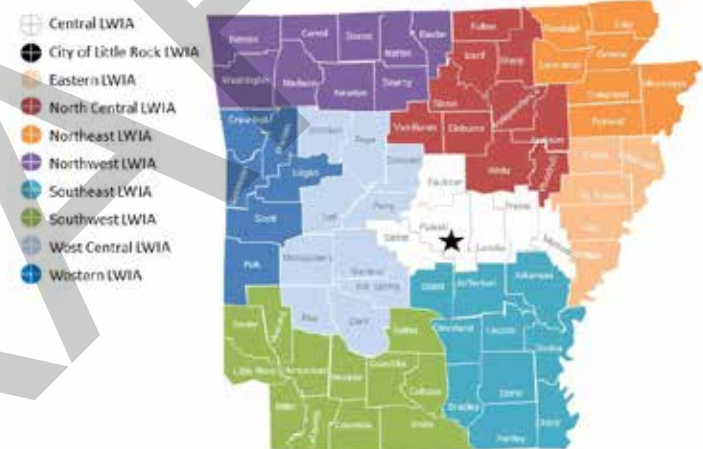 Central LWIA
City of Little Rock LWIA
Eastern LWIA
North Central LWIA
Northeast LWIA
Northwest LWIA
Southeast LWIA
Southwest LWIA
West Central LWIA
Western LWIA
Benton
Carroll
Boone
Marion
Baxter
Fulton
Randolph
Clay
Washington
Madison
Newton
Searcy
Izard
Sharp
Lawrence
Greene
Craighead
Mississippi
Stone
Independence
Jackson
Poinsett
Crawford
Franklin
Johnson
Pope
Van Buren
Cleburne
White
Woodruff
Cross
Crittenden
Sebastian
Logan
Conway
Faulkner
St. Francis
Scott
Yell
Perry
Pulaski
Prairie
Lonoke
Monroe
Lee
Phillips
Polk
Montgomery
Garland
Hot Spring
Saline
Grant
Jefferson
Arkansas
Pike
Clark
Dallas
Cleveland
Lincoln
Desha
Sevier
Howard
Little River
Hempstead
Nevada
Ouachita
Calhoun
Bradley
Drew
Miller
Lafayette
Columbia
Union
Ashley
Chicot